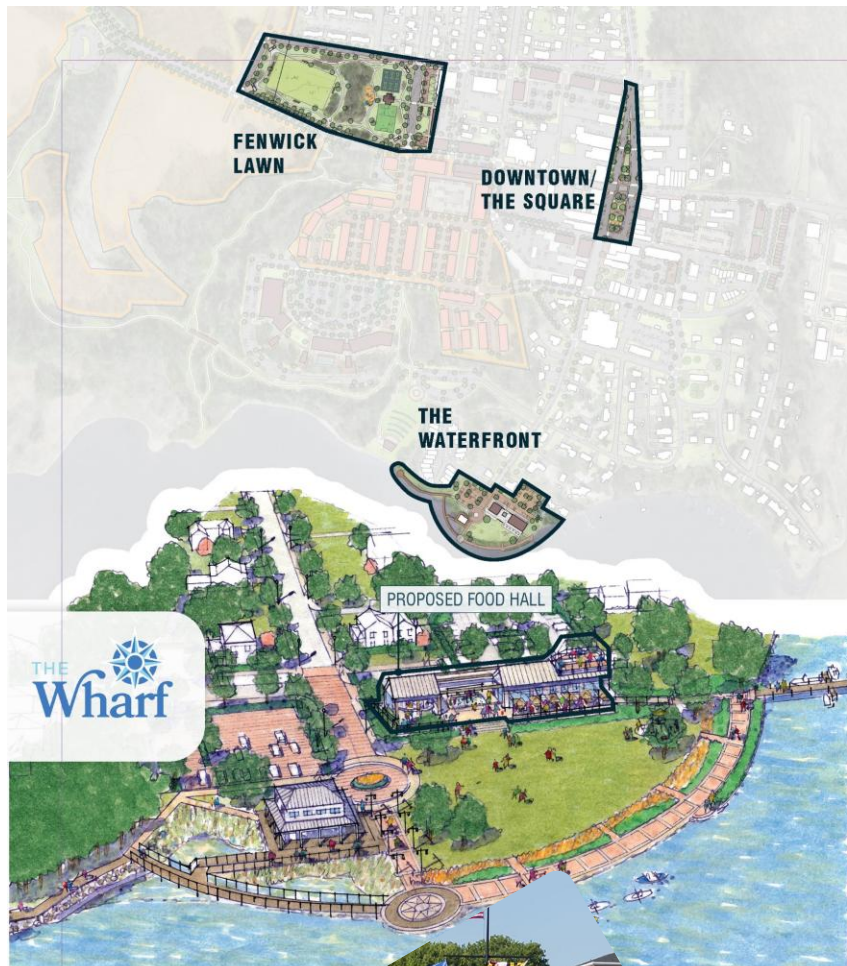 FENWICK
LAWN
DOWNTOWN/
THE SQUARE
THE
WATERFRONT
PROPOSED FOOD HALL
THE
Wharf